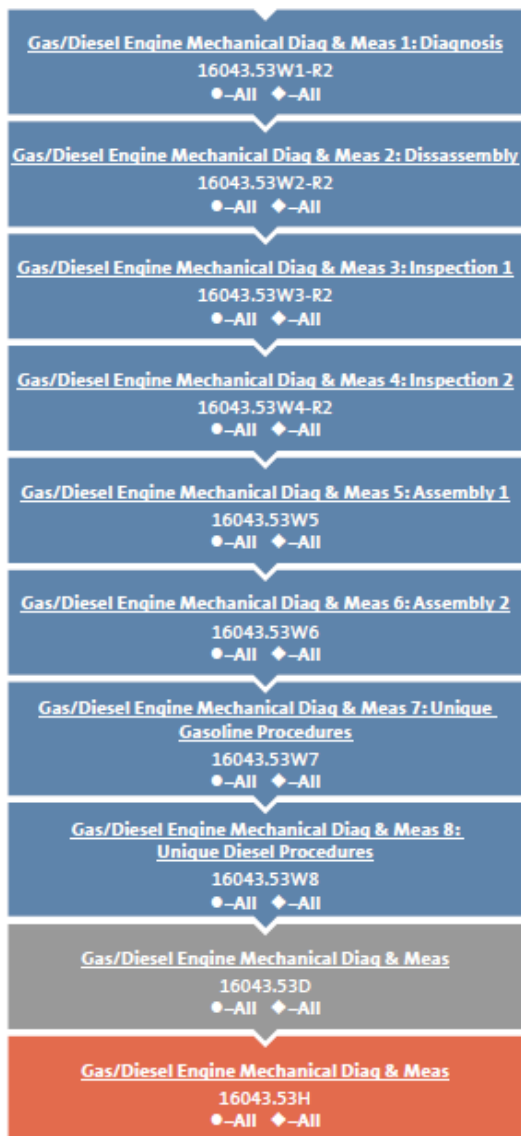 Gas/Diesel Engine Mechanical Diag & Meas 1: Diagnosis
16043.53W1-R2
●–All ◆–All
Gas/Diesel Engine Mechanical Diag & Meas 2: Dissassembly
16043.53W2-R2
●–All ◆–All
Gas/Diesel Engine Mechanical Diag & Meas 3: Inspection 1
16043.53W3-R2
●–All ◆–All
Gas/Diesel Engine Mechanical Diag & Meas 4: Inspection 2
16043.53W4-R2
●–All ◆–All
Gas/Diesel Engine Mechanical Diag & Meas 5: Assembly 1
16043.53W5
●–All ◆–All
Gas/Diesel Engine Mechanical Diag & Meas 6: Assembly 2
16043.53W6
●–All ◆–All
Gas/Diesel Engine Mechanical Diag & Meas 7: Unique
Gasoline Procedures
16043.53W7
●–All ◆–All
Gas/Diesel Engine Mechanical Diag & Meas 8:
Unique Diesel Procedures
16043.53W8
●–All ◆–All
Gas/Diesel Engine Mechanical Diag & Meas
16043.53D
●–All ◆–All
Gas/Diesel Engine Mechanical Diag & Meas
16043.53H
●–All ◆–All